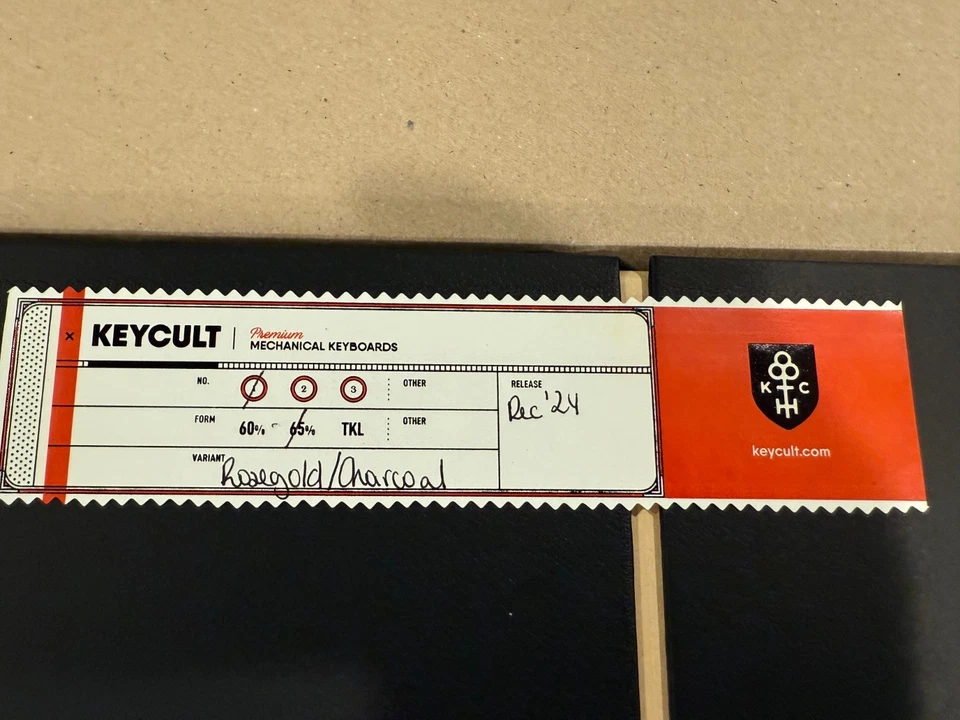 × KEYCULT | Premium
MECHANICAL KEYBOARDS
NO. 1 2 3 OTHER
RELEASE
Dec '24
FORM 60% 65% TKL OTHER
VARIANT Rosegold/Charcoal
K C
keycult.com